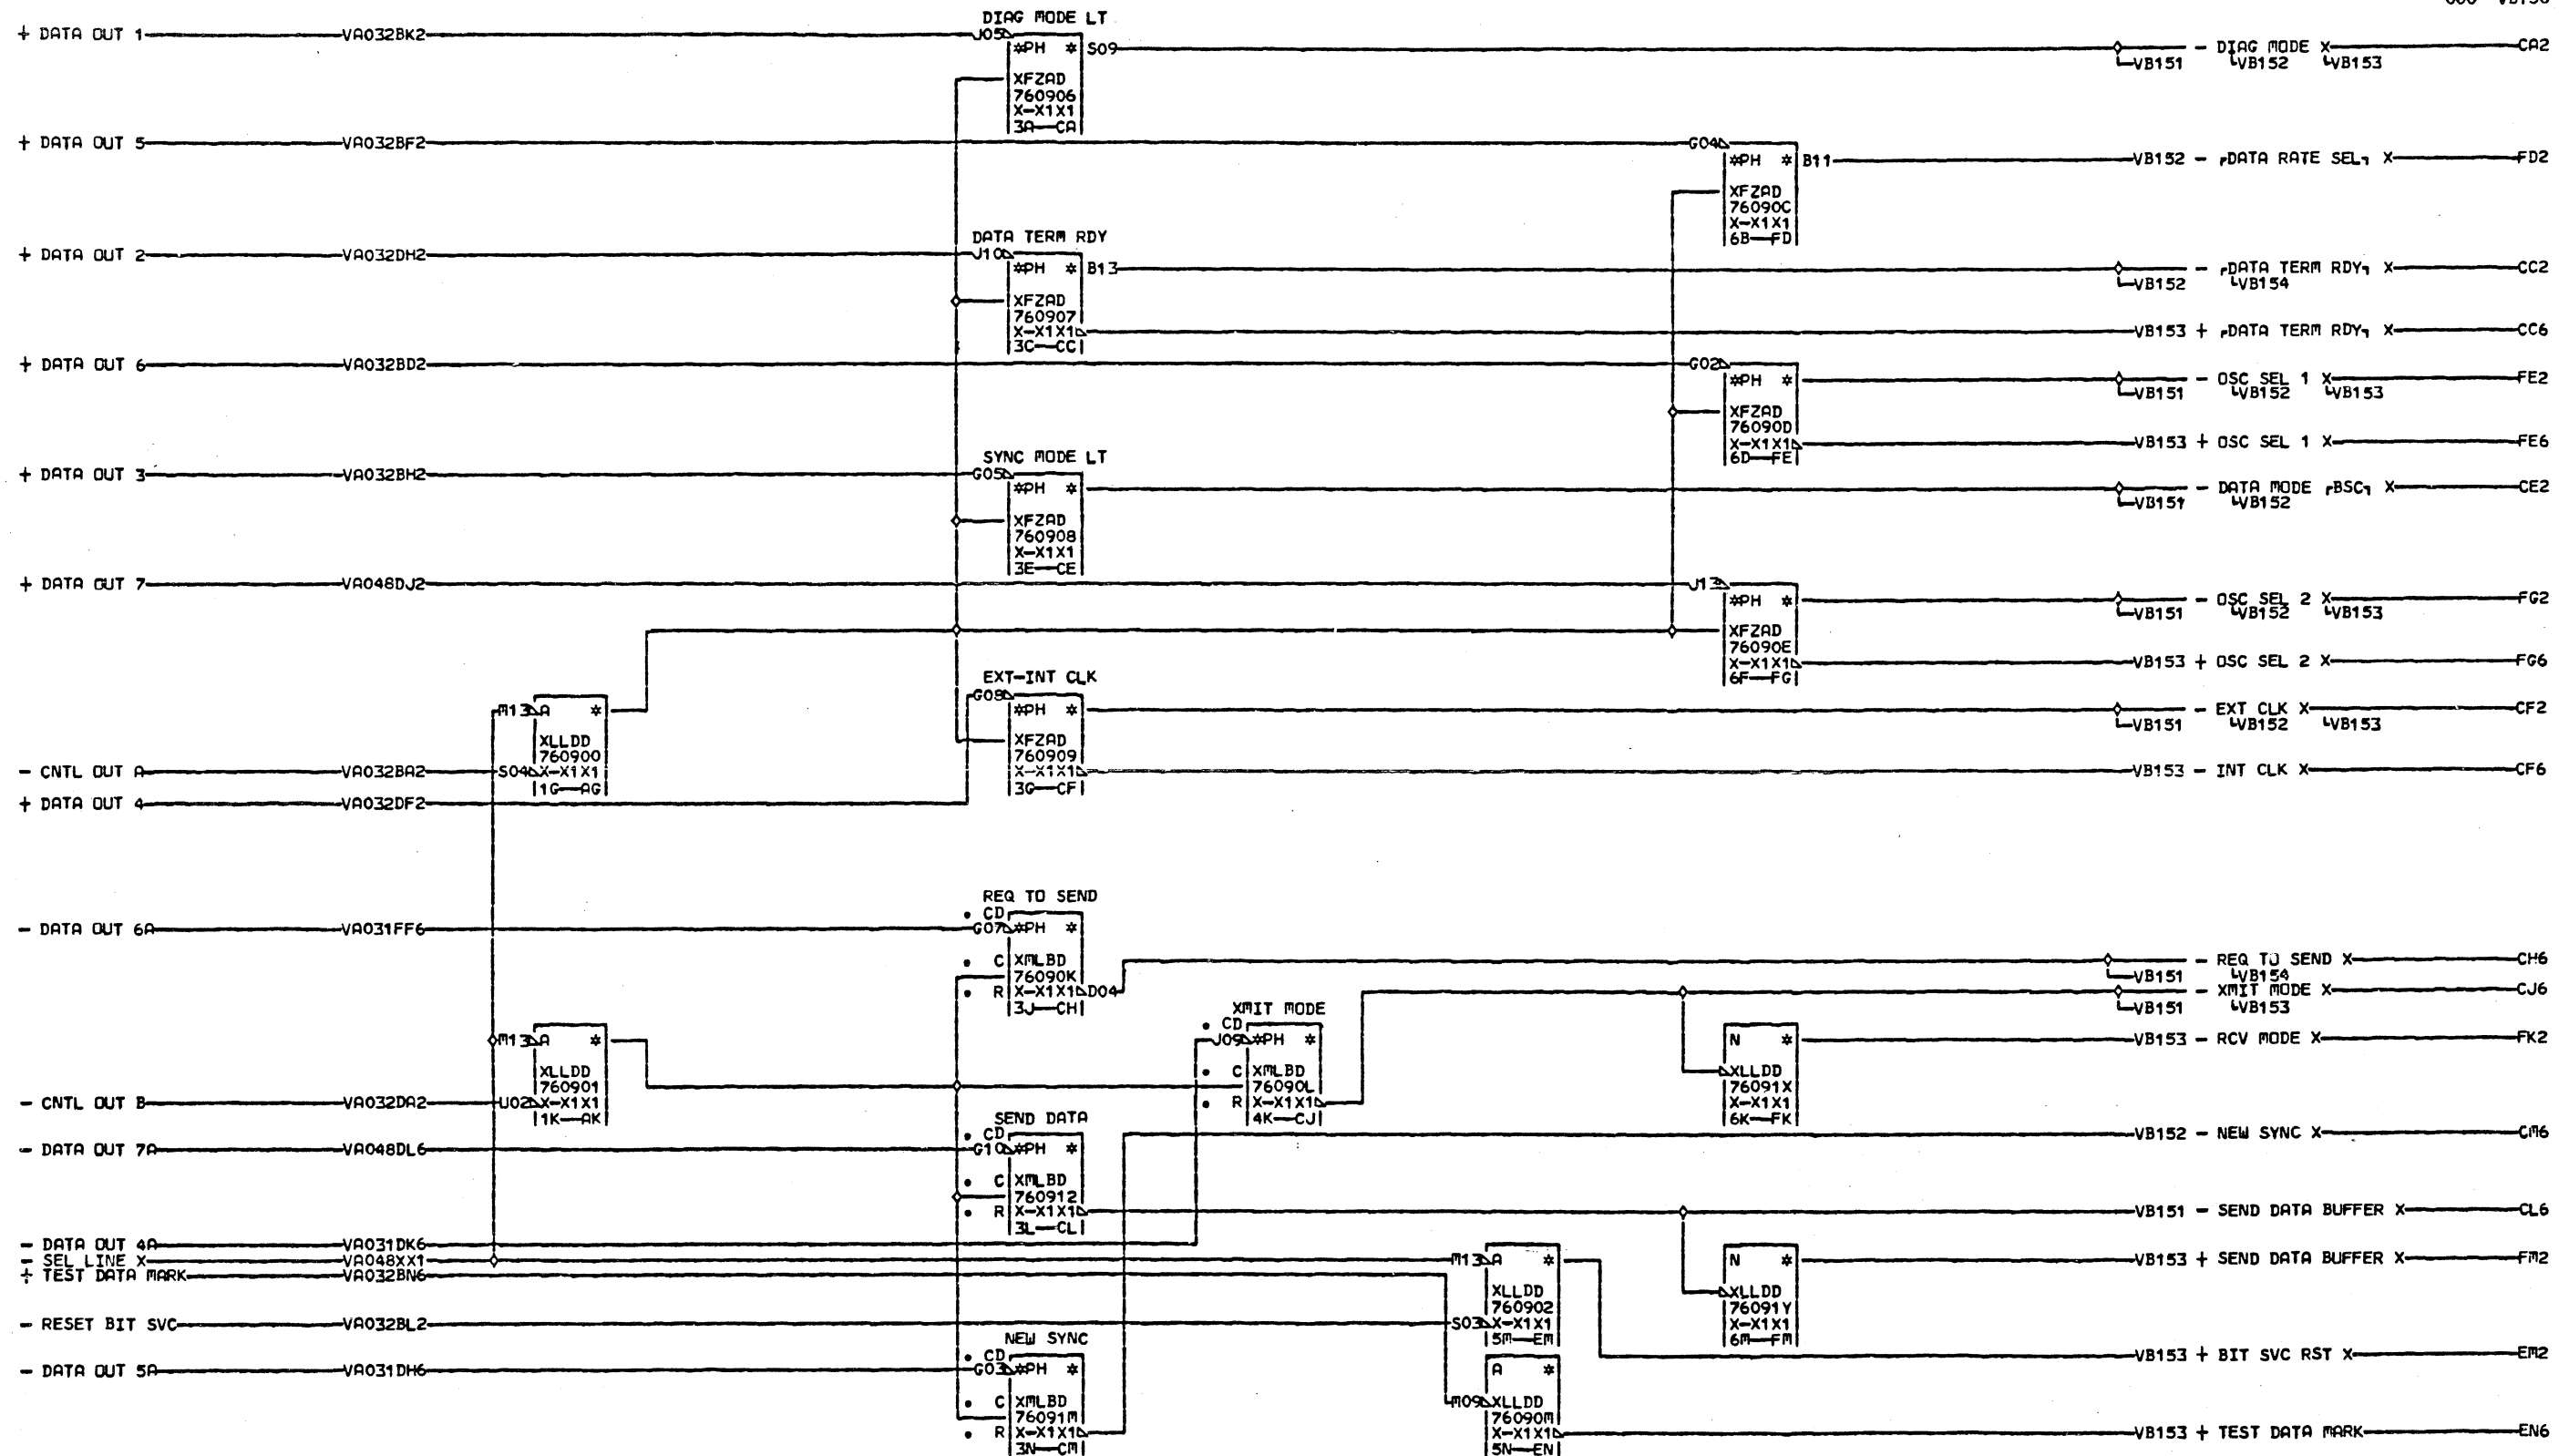 DIAG MODE LT
+ DATA OUT 1 VA032BK2 J05 *PH * S09 - DIAG MODE X CA2
VB151 VB152 VB153
XFZAD
760906
X-X1X1
3A CA
+ DATA OUT 5 VA032BF2 G04 *PH * B11 VB152 - DATA RATE SEL X FD2
XFZAD
76090C
X-X1X1
6B FD
DATA TERM RDY
+ DATA OUT 2 VA032DH2 J10 *PH * B13 - DATA TERM RDY X CC2
VB152 VB154
XFZAD
760907
X-X1X1 VB153 + DATA TERM RDY X CC6
3C CC
+ DATA OUT 6 VA032BD2 G02 *PH * - OSC SEL 1 X FE2
VB151 VB152 VB153
XFZAD
76090D
X-X1X1 VB153 + OSC SEL 1 X FE6
6D FE
SYNC MODE LT
+ DATA OUT 3 VA032BH2 G05 *PH * - DATA MODE BSC X CE2
VB151 VB152
XFZAD
760908
X-X1X1
3E CE
+ DATA OUT 7 VA048DJ2 J13 *PH * - OSC SEL 2 X FG2
VB151 VB152 VB153
XFZAD
76090E
X-X1X1 VB153 + OSC SEL 2 X FG6
6F FG
EXT-INT CLK
G08 *PH * - EXT CLK X CF2
VB151 VB152 VB153
XFZAD
760909
X-X1X1 VB153 - INT CLK X CF6
3G CF
M13 A *
XLLDD
760900
- CNTL OUT A VA032BA2 S04 X-X1X1
1G AG
+ DATA OUT 4 VA032DF2
REQ TO SEND
• CD
- DATA OUT 6A VA031FF6 G07 *PH *
• C XMLBD
76090K
• R X-X1X1 D04 - REQ TO SEND X CH6
VB151 VB154
3J CH
XMIT MODE
- XMIT MODE X CJ6
VB151 VB153
• CD
J09 *PH *
• C XMLBD
76090L
• R X-X1X1
4K CJ
N * VB153 - RCV MODE X FK2
XLLDD
76091X
X-X1X1
6K FK
M13 A *
XLLDD
760901
- CNTL OUT B VA032DA2 U02 X-X1X1
1K AK
SEND DATA
VB152 - NEW SYNC X CM6
• CD
- DATA OUT 7A VA048DL6 G10 *PH *
• C XMLBD
760912
• R X-X1X1 VB151 - SEND DATA BUFFER X CL6
3L CL
- DATA OUT 4A VA031DK6
- SEL LINE X VA048XX1 M13 A *
+ TEST DATA MARK VA032BN6
XLLDD
760902
- RESET BIT SVC VA032BL2 S03 X-X1X1
5M EM
N * VB153 + SEND DATA BUFFER X FM2
XLLDD
76091Y
X-X1X1
6M FM
VB153 + BIT SVC RST X EM2
NEW SYNC
• CD
- DATA OUT 5A VA031DH6 G03 *PH *
• C XMLBD
76091M
• R X-X1X1
3N CM
A *
M09 XLLDD
76090M
X-X1X1 VB153 + TEST DATA MARK EN6
5N EN